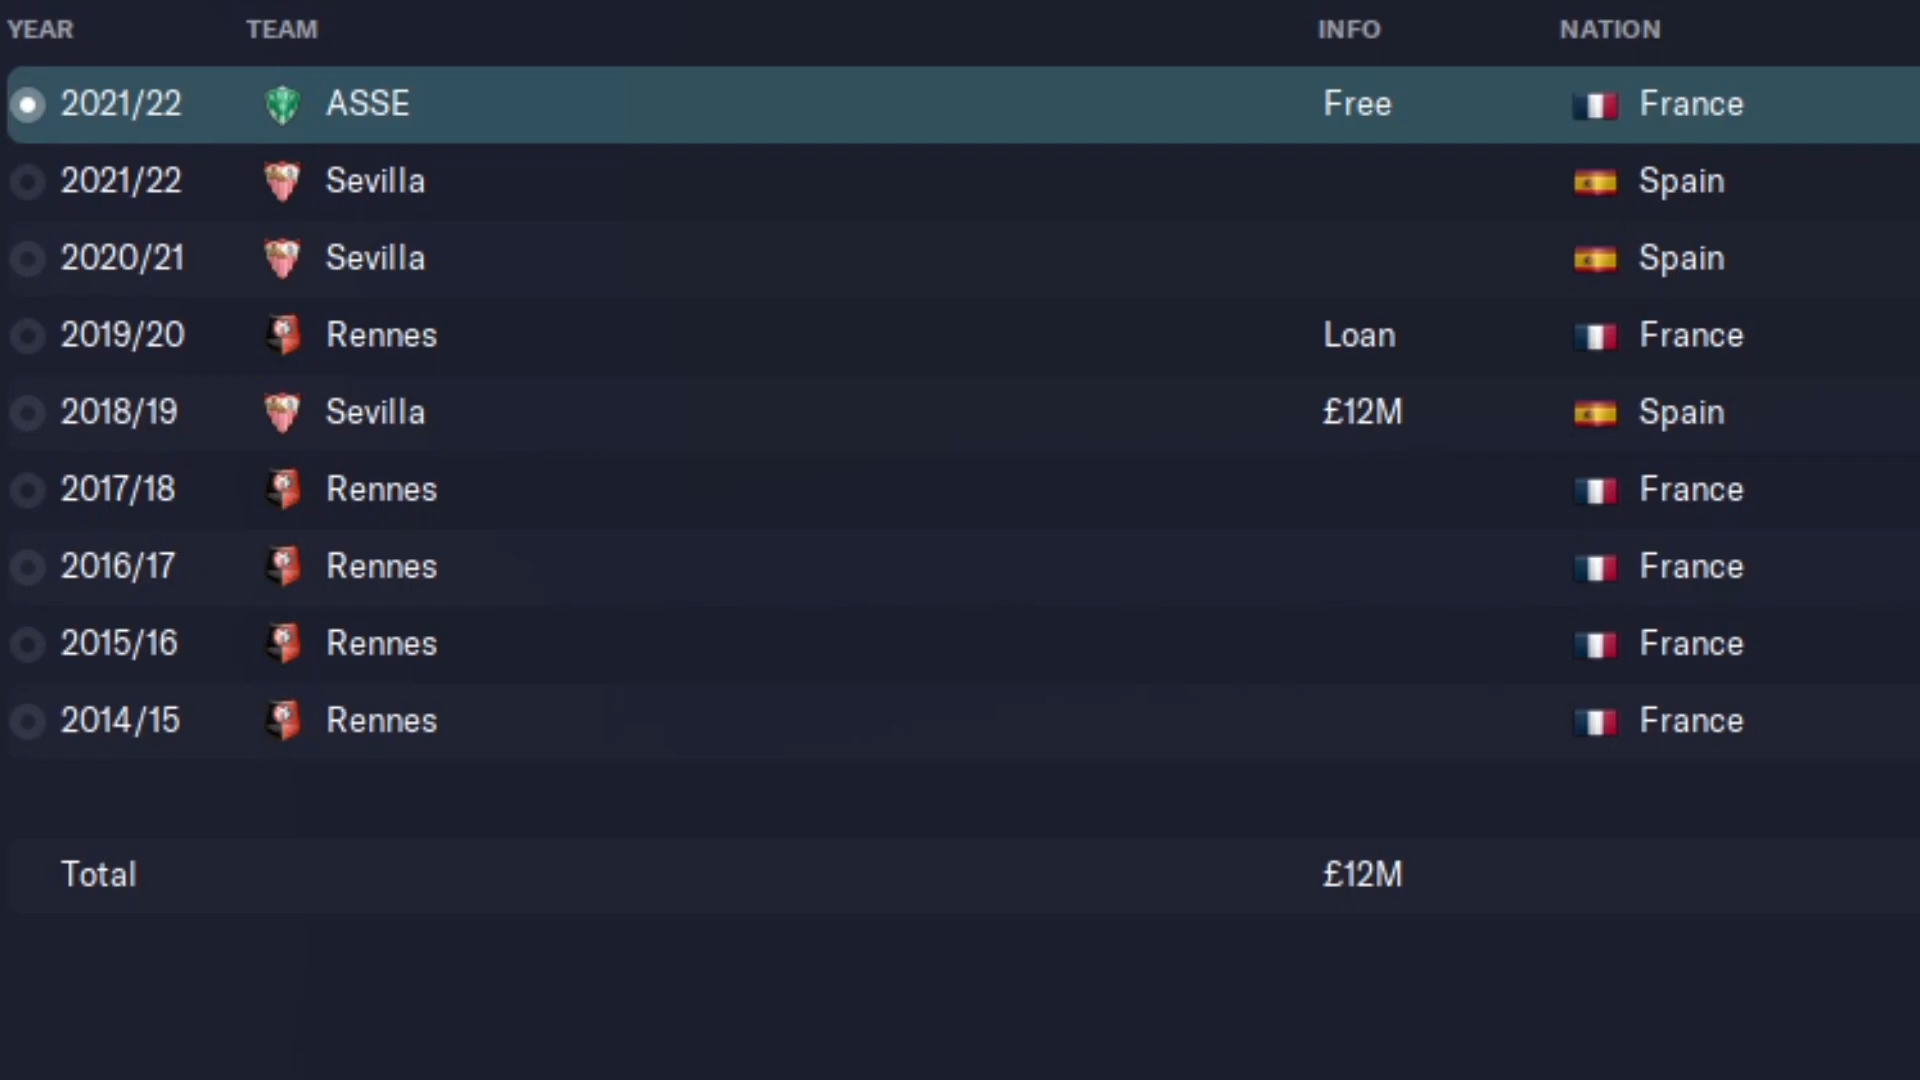 YEAR TEAM INFO NATION
2021/22 ASSE Free France
2021/22 Sevilla Spain
2020/21 Sevilla Spain
2019/20 Rennes Loan France
2018/19 Sevilla £12M Spain
2017/18 Rennes France
2016/17 Rennes France
2015/16 Rennes France
2014/15 Rennes France
Total £12M